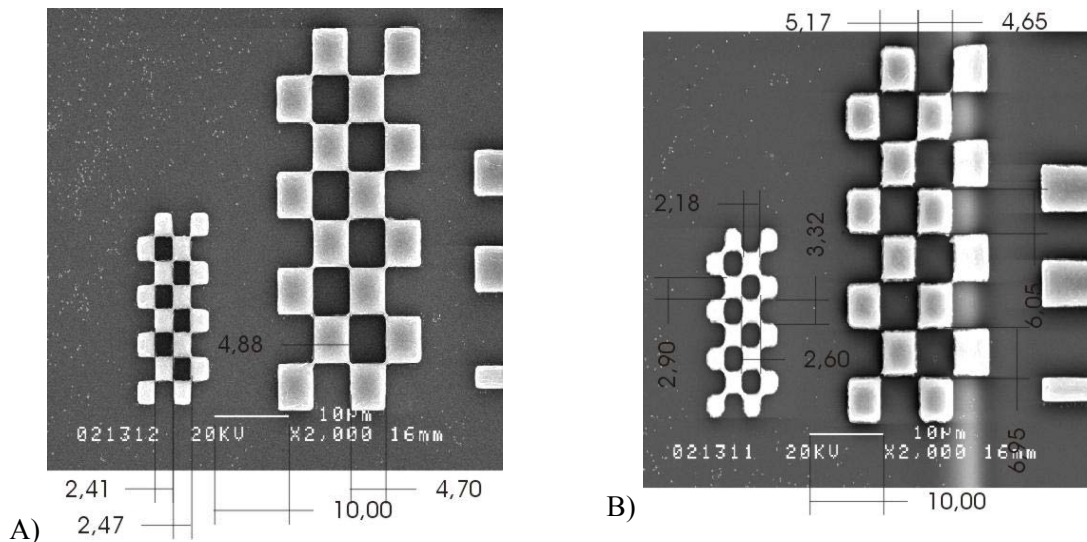 5,17 4,65
2,18
3,32
6,05
4,88
2,90 2,60
10µm
021312 20KV X2,000 16mm
10µm
021311 20KV X2,000 16mm
6,95
2,41 4,70
10,00
2,47
A)
10,00
B)